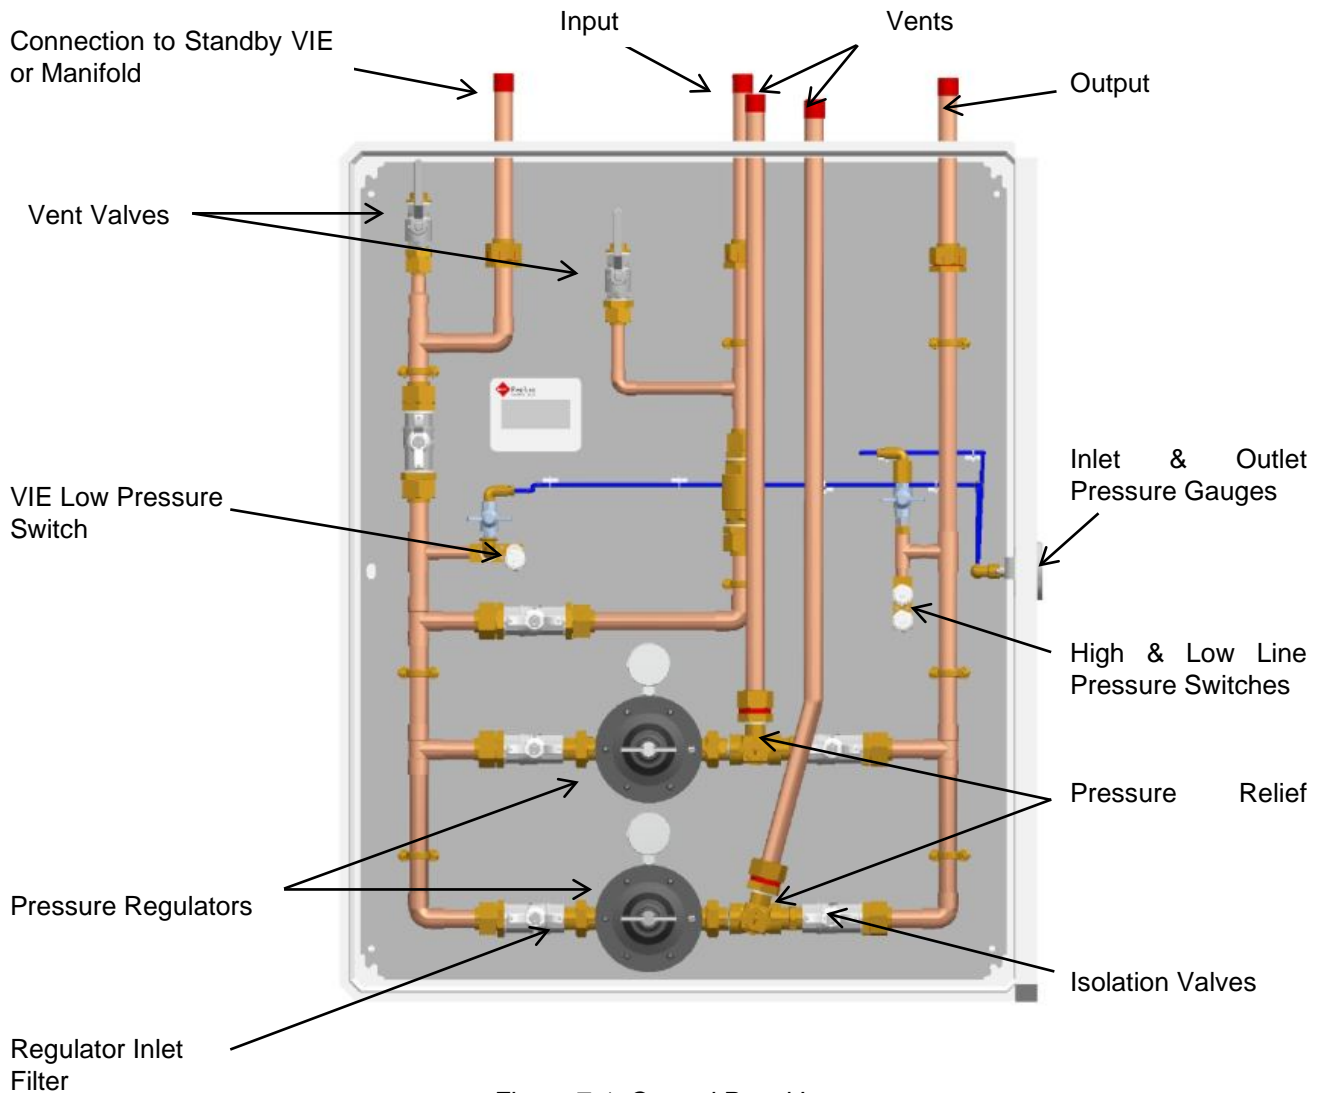 Input
Vents
Connection to Standby VIE
or Manifold
Output
Vent Valves
Inlet & Outlet
Pressure Gauges
VIE Low Pressure
Switch
High & Low Line
Pressure Switches
Pressure Relief
Pressure Regulators
Isolation Valves
Regulator Inlet
Filter